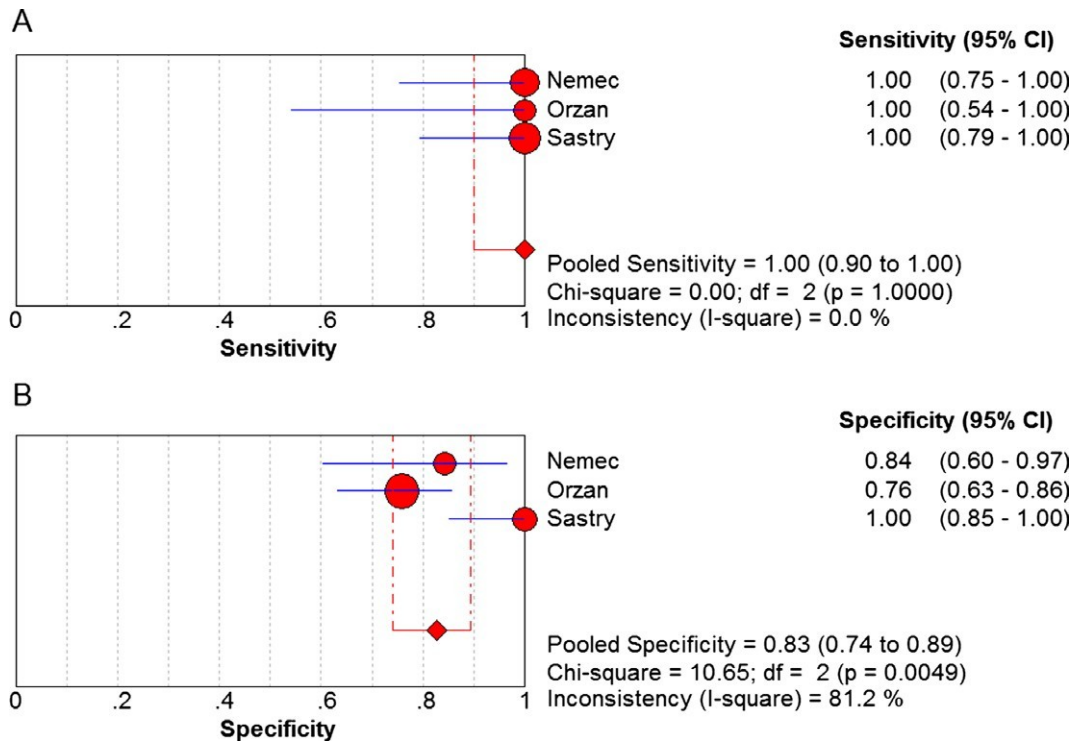 A
Sensitivity (95% CI)
Nemec 1.00 (0.75 - 1.00)
Orzan 1.00 (0.54 - 1.00)
Sastry 1.00 (0.79 - 1.00)
Pooled Sensitivity = 1.00 (0.90 to 1.00)
Chi-square = 0.00; df = 2 (p = 1.0000)
Inconsistency (I-square) = 0.0 %
0 .2 .4 .6 .8 1
Sensitivity
B
Specificity (95% CI)
Nemec 0.84 (0.60 - 0.97)
Orzan 0.76 (0.63 - 0.86)
Sastry 1.00 (0.85 - 1.00)
Pooled Specificity = 0.83 (0.74 to 0.89)
Chi-square = 10.65; df = 2 (p = 0.0049)
Inconsistency (I-square) = 81.2 %
0 .2 .4 .6 .8 1
Specificity